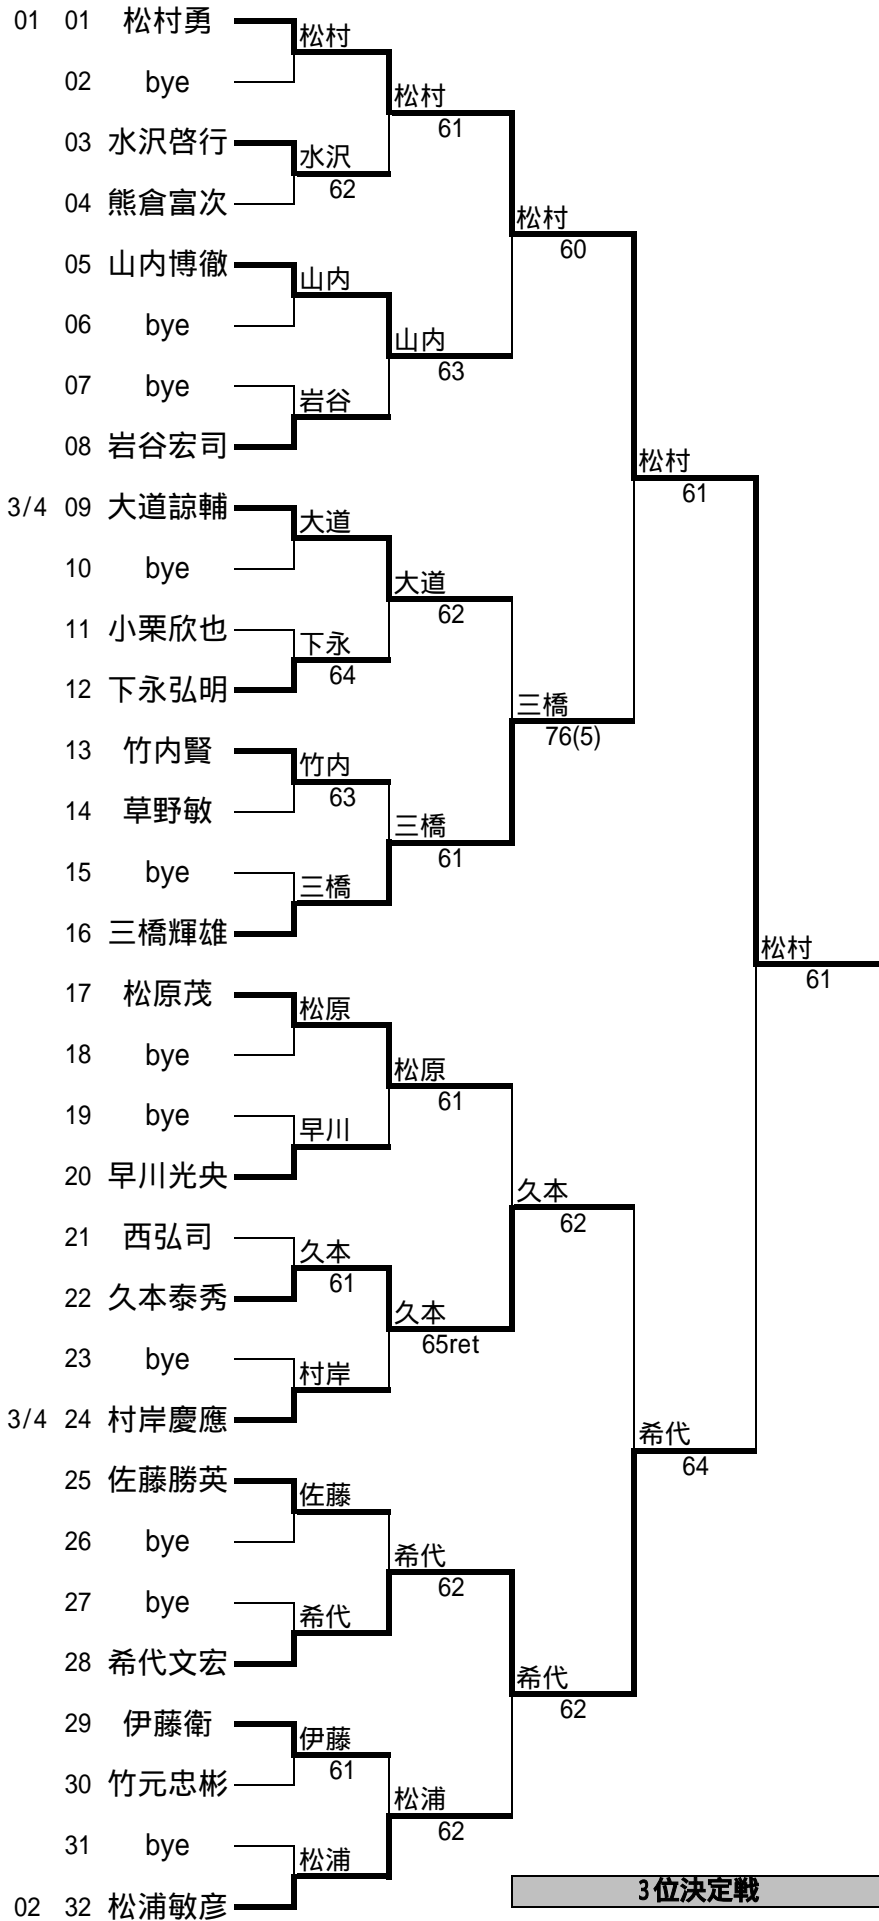 01 01 松村勇
松村
02 bye
松村
61
03 水沢啓行
水沢
62
04 熊倉富次
松村
60
05 山内博徹
山内
06 bye
山内
63
07 bye
岩谷
08 岩谷宏司
松村
61
3/4 09 大道諒輔
大道
10 bye
大道
62
11 小栗欣也
下永
64
12 下永弘明
三橋
76(5)
13 竹内賢
竹内
63
14 草野敏
三橋
61
15 bye
三橋
16 三橋輝雄
松村
61
17 松原茂
松原
18 bye
松原
61
19 bye
早川
20 早川光央
久本
62
21 西弘司
久本
61
22 久本泰秀
久本
65ret
23 bye
村岸
3/4 24 村岸慶應
希代
64
25 佐藤勝英
佐藤
26 bye
希代
62
27 bye
希代
28 希代文宏
希代
62
29 伊藤衛
伊藤
61
30 竹元忠彬
松浦
62
31 bye
松浦
02 32 松浦敏彦
3位決定戦